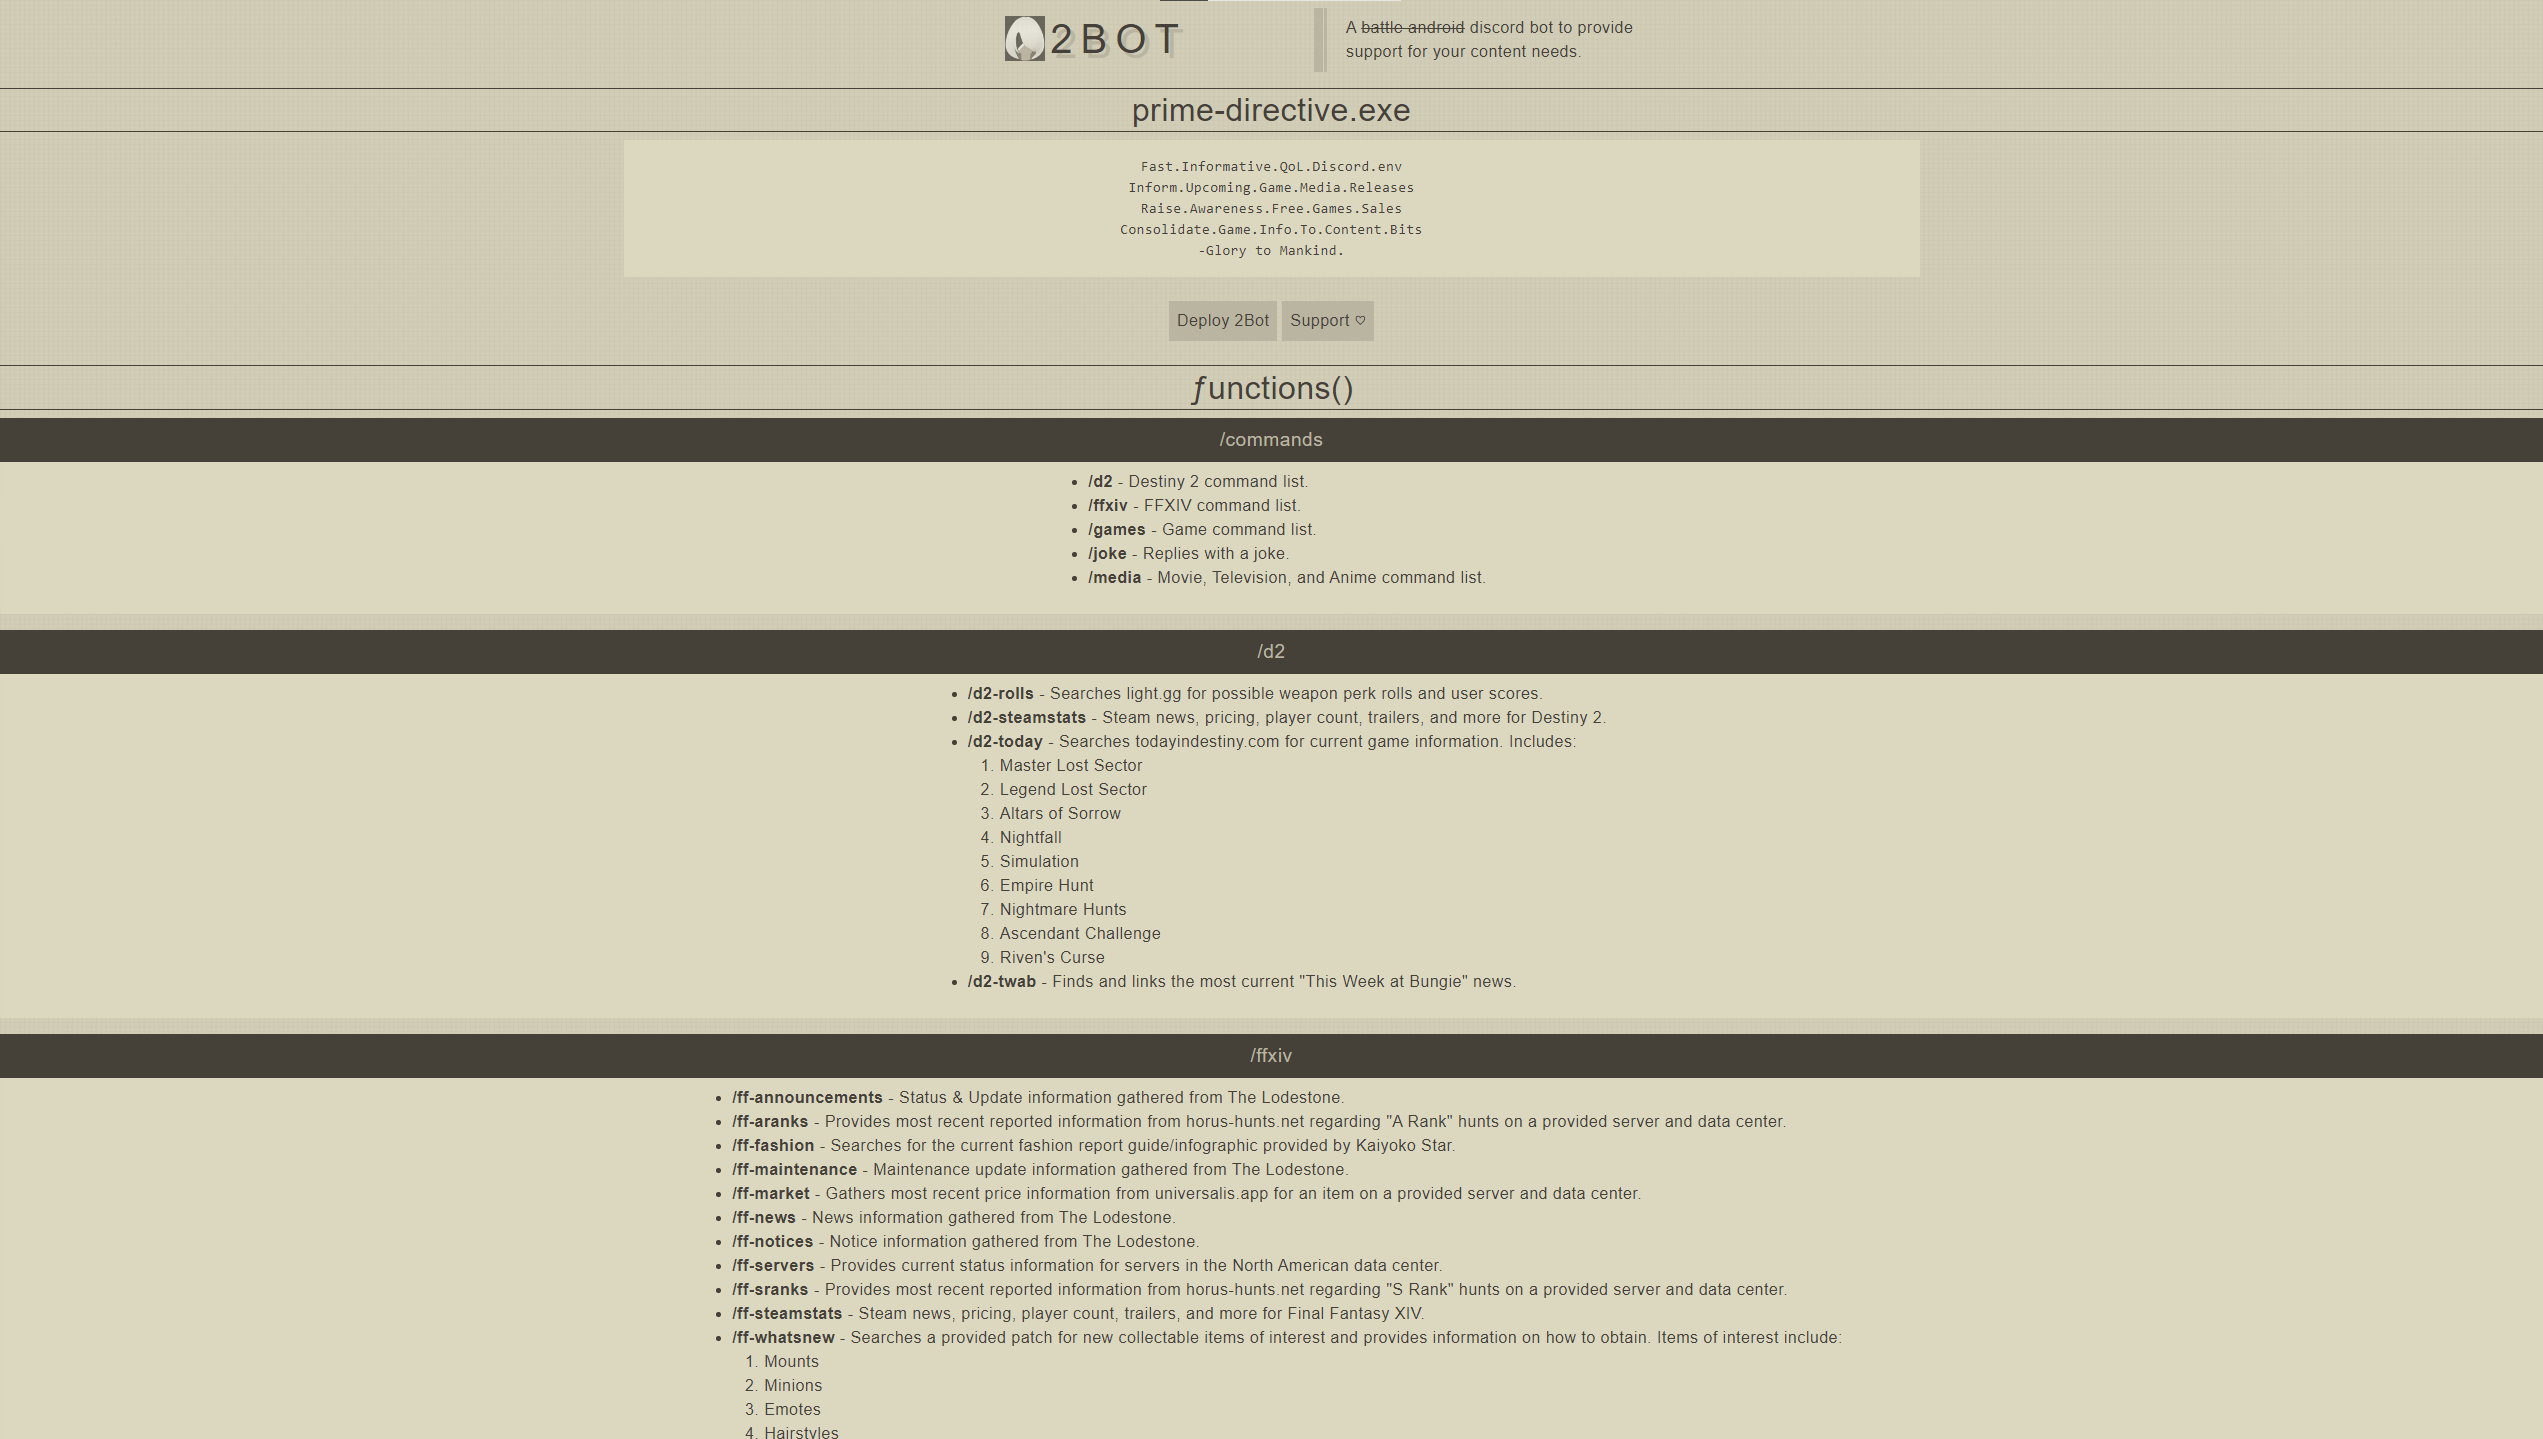 2BOT
A battle android discord bot to provide
support for your content needs.
prime-directive.exe
Fast.Informative.QoL.Discord.env
Inform.Upcoming.Game.Media.Releases
Raise.Awareness.Free.Games.Sales
Consolidate.Game.Info.To.Content.Bits
-Glory to Mankind.
Deploy 2Bot Support ♡
ƒunctions()
/commands
• /d2 - Destiny 2 command list.
• /ffxiv - FFXIV command list.
• /games - Game command list.
• /joke - Replies with a joke.
• /media - Movie, Television, and Anime command list.
/d2
• /d2-rolls - Searches light.gg for possible weapon perk rolls and user scores.
• /d2-steamstats - Steam news, pricing, player count, trailers, and more for Destiny 2.
• /d2-today - Searches todayindestiny.com for current game information. Includes:
1. Master Lost Sector
2. Legend Lost Sector
3. Altars of Sorrow
4. Nightfall
5. Simulation
6. Empire Hunt
7. Nightmare Hunts
8. Ascendant Challenge
9. Riven's Curse
• /d2-twab - Finds and links the most current "This Week at Bungie" news.
/ffxiv
• /ff-announcements - Status & Update information gathered from The Lodestone.
• /ff-aranks - Provides most recent reported information from horus-hunts.net regarding "A Rank" hunts on a provided server and data center.
• /ff-fashion - Searches for the current fashion report guide/infographic provided by Kaiyoko Star.
• /ff-maintenance - Maintenance update information gathered from The Lodestone.
• /ff-market - Gathers most recent price information from universalis.app for an item on a provided server and data center.
• /ff-news - News information gathered from The Lodestone.
• /ff-notices - Notice information gathered from The Lodestone.
• /ff-servers - Provides current status information for servers in the North American data center.
• /ff-sranks - Provides most recent reported information from horus-hunts.net regarding "S Rank" hunts on a provided server and data center.
• /ff-steamstats - Steam news, pricing, player count, trailers, and more for Final Fantasy XIV.
• /ff-whatsnew - Searches a provided patch for new collectable items of interest and provides information on how to obtain. Items of interest include:
1. Mounts
2. Minions
3. Emotes
4. Hairstyles